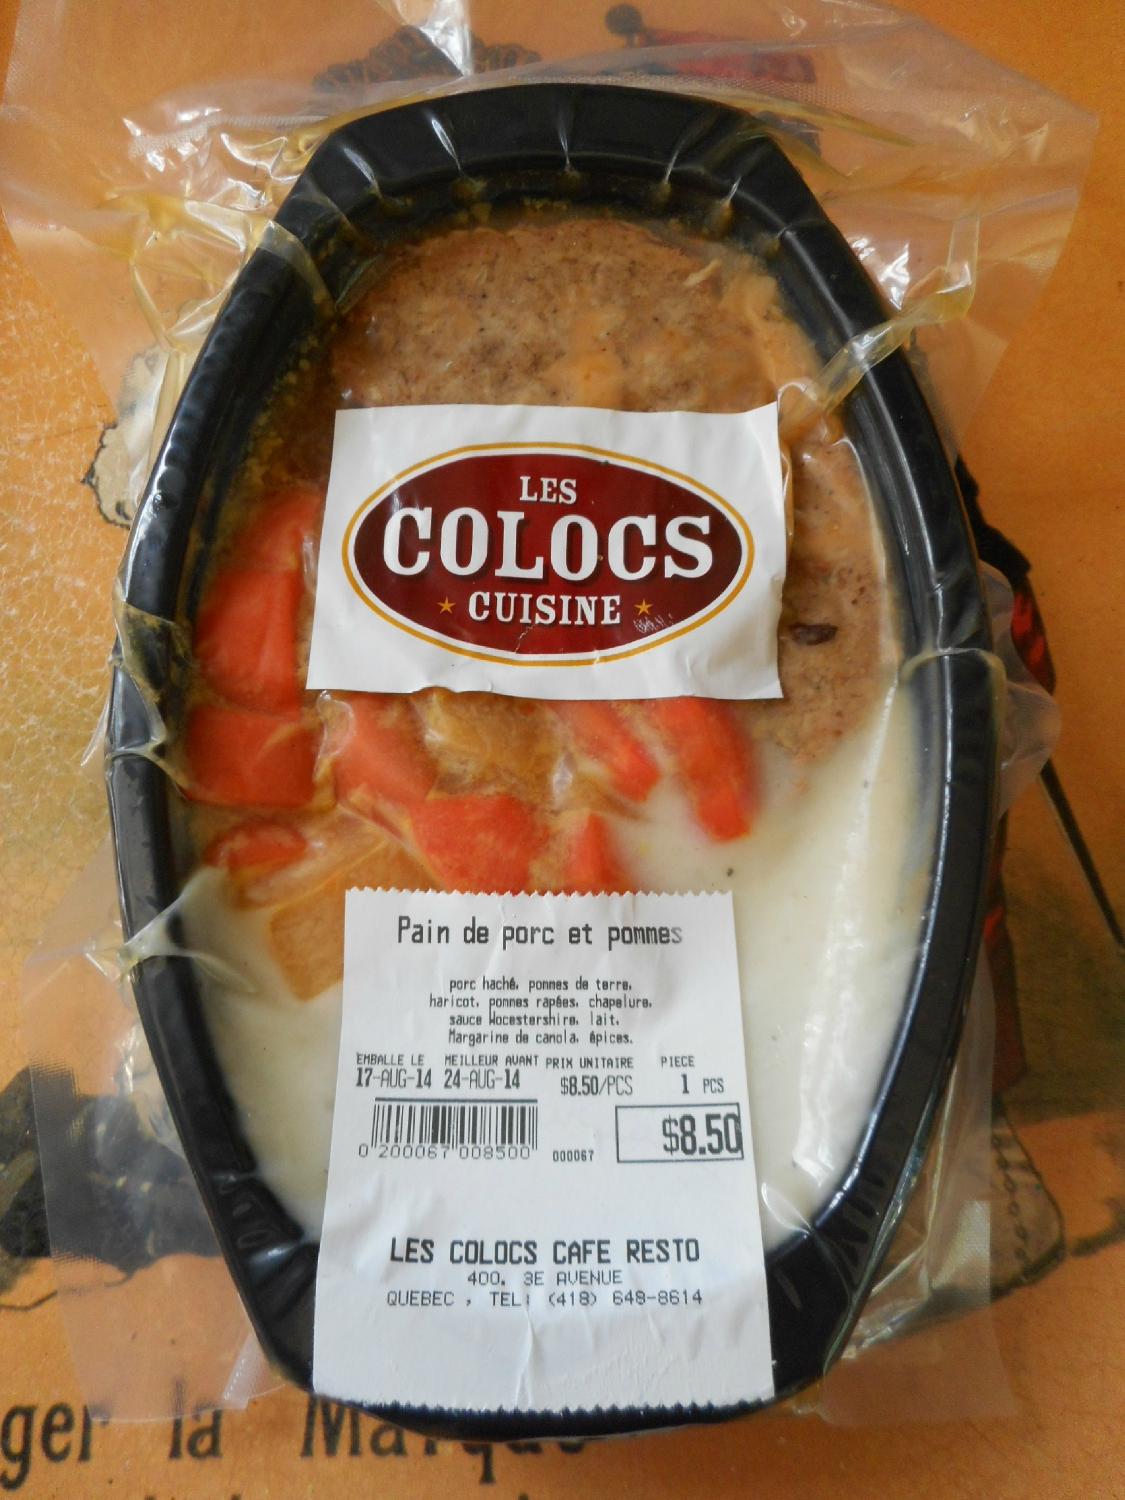 LES
COLOCS
CUISINE
Pain de porc et pommes
porc haché, pommes de terre,
haricot, pommes rapées, chapelure,
sauce Wocestershire, lait,
Margarine de canola, épices.
EMBALLE LE MEILLEUR AVANT PRIX UNITAIRE PIECE
17-AUG-14 24-AUG-14 $8.50/PCS 1 PCS
$8.50
0 200067 008500 000067
LES COLOCS CAFE RESTO
400, 3E AVENUE
QUEBEC , TEL: (418) 648-8614
ger la